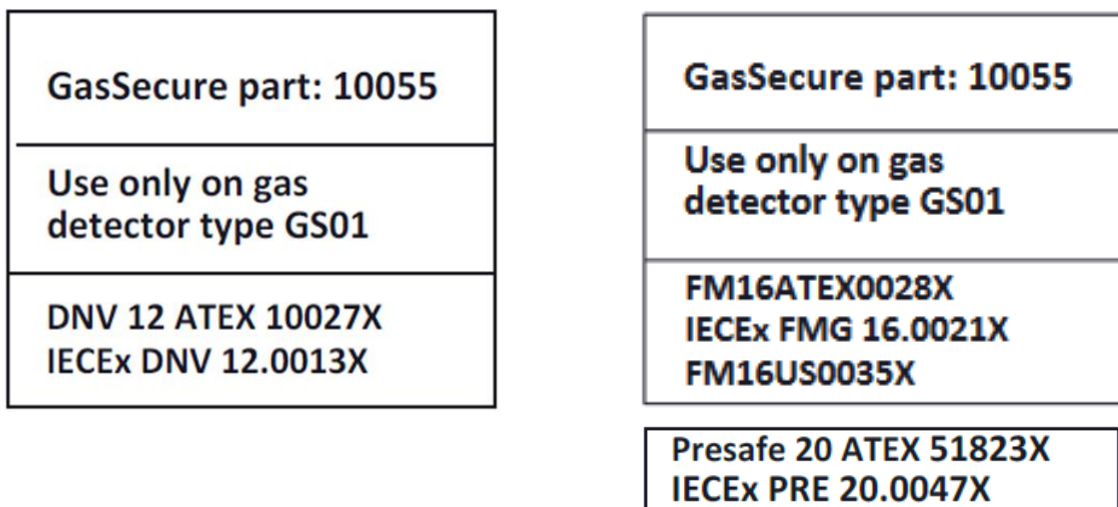 GasSecure part: 10055
Use only on gas
detector type GS01
DNV 12 ATEX 10027X
IECEx DNV 12.0013X
GasSecure part: 10055
Use only on gas
detector type GS01
FM16ATEX0028X
IECEx FMG 16.0021X
FM16US0035X
Presafe 20 ATEX 51823X
IECEx PRE 20.0047X